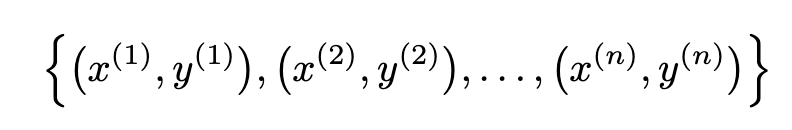 {(x⁽¹⁾, y⁽¹⁾), (x⁽²⁾, y⁽²⁾), . . . , (x⁽ⁿ⁾, y⁽ⁿ⁾)}